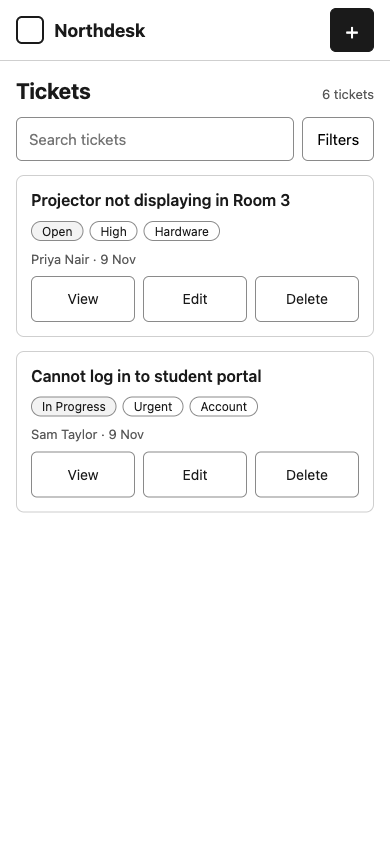 Northdesk
+
Tickets
6 tickets
Search tickets
Filters
Projector not displaying in Room 3
Open High Hardware
Priya Nair · 9 Nov
View Edit Delete
Cannot log in to student portal
In Progress Urgent Account
Sam Taylor · 9 Nov
View Edit Delete